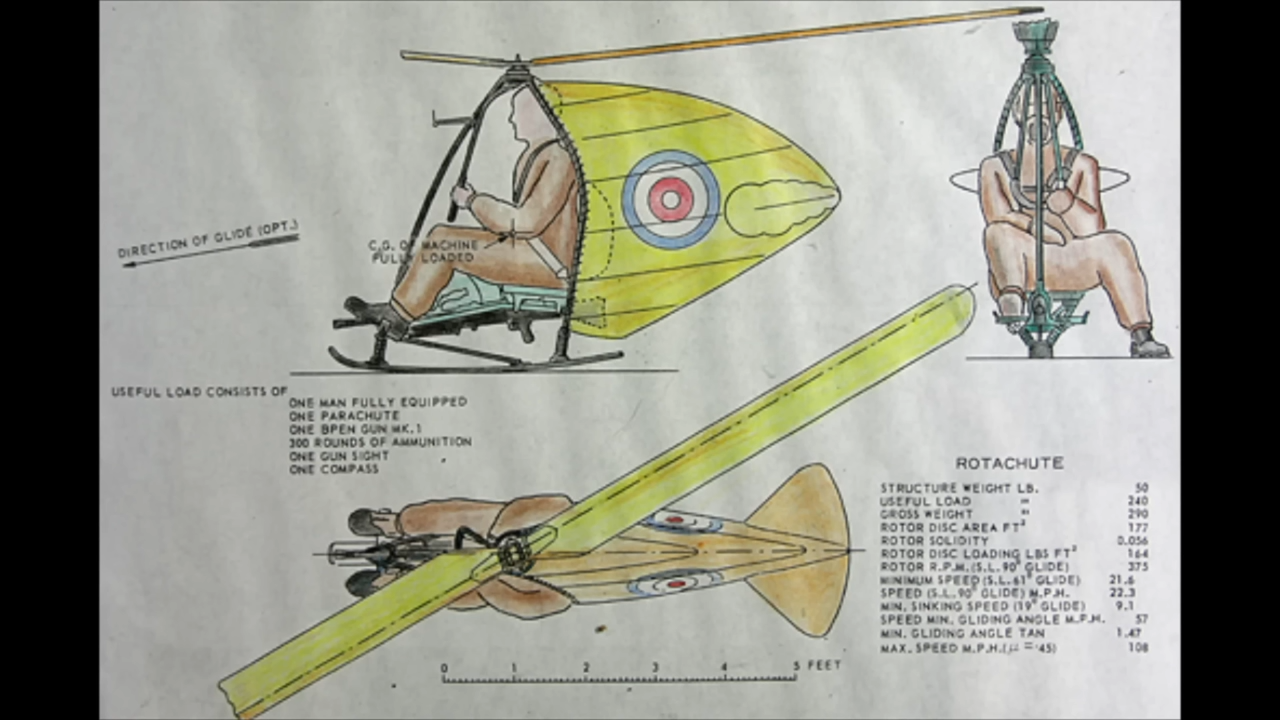 DIRECTION OF GLIDE (OPT.)
C.G. OF MACHINE
FULLY LOADED
USEFUL LOAD CONSISTS OF
ONE MAN FULLY EQUIPPED
ONE PARACHUTE
ONE BPEN GUN MK.1
300 ROUNDS OF AMMUNITION
ONE GUN SIGHT
ONE COMPASS
ROTACHUTE
STRUCTURE WEIGHT LB. 50
USEFUL LOAD " 240
GROSS WEIGHT " 290
ROTOR DISC AREA FT² 177
ROTOR SOLIDITY 0.056
ROTOR DISC LOADING LBS FT² 164
ROTOR R.P.M. (S.L. 90° GLIDE) 375
MINIMUM SPEED (S.L. 61° GLIDE) 21.6
SPEED (S.L. 90° GLIDE) M.P.H. 22.3
MIN. SINKING SPEED (19° GLIDE) 9.1
SPEED MIN. GLIDING ANGLE M.P.H. 57
MIN. GLIDING ANGLE TAN 1.47
MAX. SPEED M.P.H. (μ = .45) 108
0 1 2 3 4 5 FEET